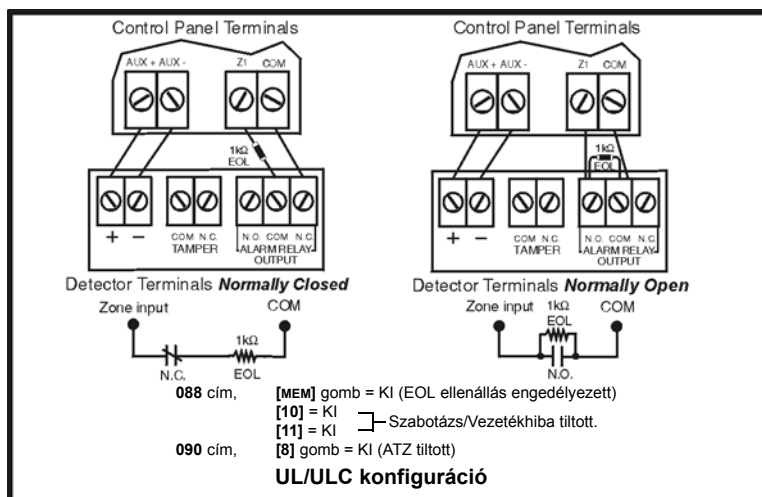 Control Panel Terminals
Control Panel Terminals
AUX + AUX - Z1 COM
AUX + AUX - Z1 COM
1kΩ
EOL
1kΩ
EOL
+ − COM N.C. N.O. COM N.C.
TAMPER ALARM RELAY
OUTPUT
+ − COM N.C. N.O. COM N.C.
TAMPER ALARM RELAY
OUTPUT
Detector Terminals Normally Closed
Detector Terminals Normally Open
Zone input COM
1kΩ
N.C. EOL
Zone input 1kΩ COM
EOL
N.O.
088 cím, [MEM] gomb = KI (EOL ellenállás engedélyezett)
[10] = KI
[11] = KI
Szabotázs/Vezetékhiba tiltott.
090 cím, [8] gomb = KI (ATZ tiltott)
UL/ULC konfiguráció